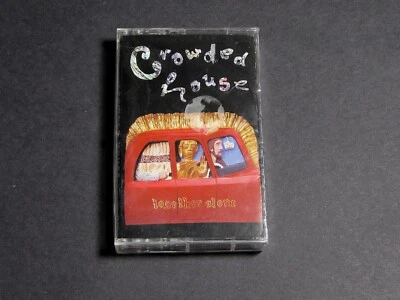 Crowded
House
together alone